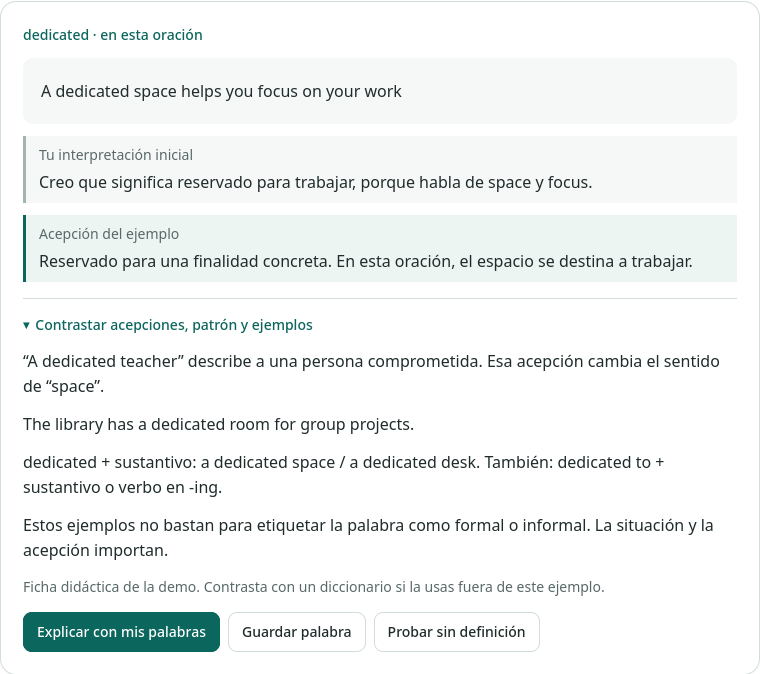 dedicated · en esta oración
A dedicated space helps you focus on your work
Tu interpretación inicial
Creo que significa reservado para trabajar, porque habla de space y focus.
Acepción del ejemplo
Reservado para una finalidad concreta. En esta oración, el espacio se destina a trabajar.
▾ Contrastar acepciones, patrón y ejemplos
“A dedicated teacher” describe a una persona comprometida. Esa acepción cambia el sentido
de “space”.
The library has a dedicated room for group projects.
dedicated + sustantivo: a dedicated space / a dedicated desk. También: dedicated to +
sustantivo o verbo en -ing.
Estos ejemplos no bastan para etiquetar la palabra como formal o informal. La situación y la
acepción importan.
Ficha didáctica de la demo. Contrasta con un diccionario si la usas fuera de este ejemplo.
Explicar con mis palabras
Guardar palabra
Probar sin definición